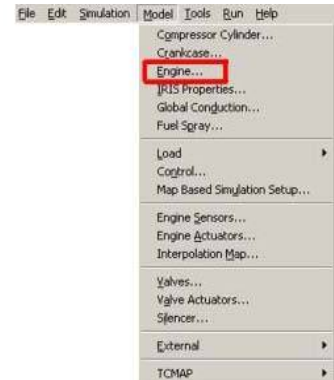 File Edit Simulation Model Tools Run Help
Compressor Cylinder...
Crankcase...
Engine...
IRIS Properties...
Global Conduction...
Fuel Spray...
Load
Control...
Map Based Simulation Setup...
Engine Sensors...
Engine Actuators...
Interpolation Map...
Valves...
Valve Actuators...
Silencer...
External
TCMAP